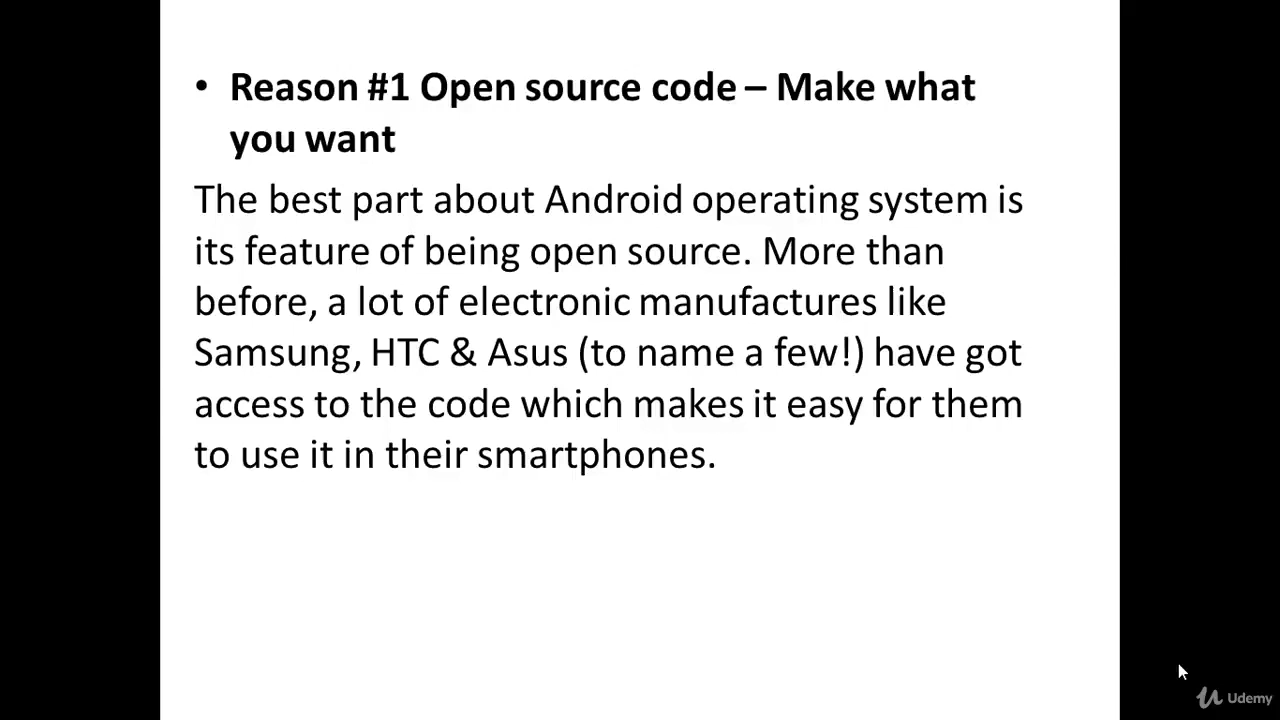 • Reason #1 Open source code – Make what
you want
The best part about Android operating system is
its feature of being open source. More than
before, a lot of electronic manufactures like
Samsung, HTC & Asus (to name a few!) have got
access to the code which makes it easy for them
to use it in their smartphones.
Udemy